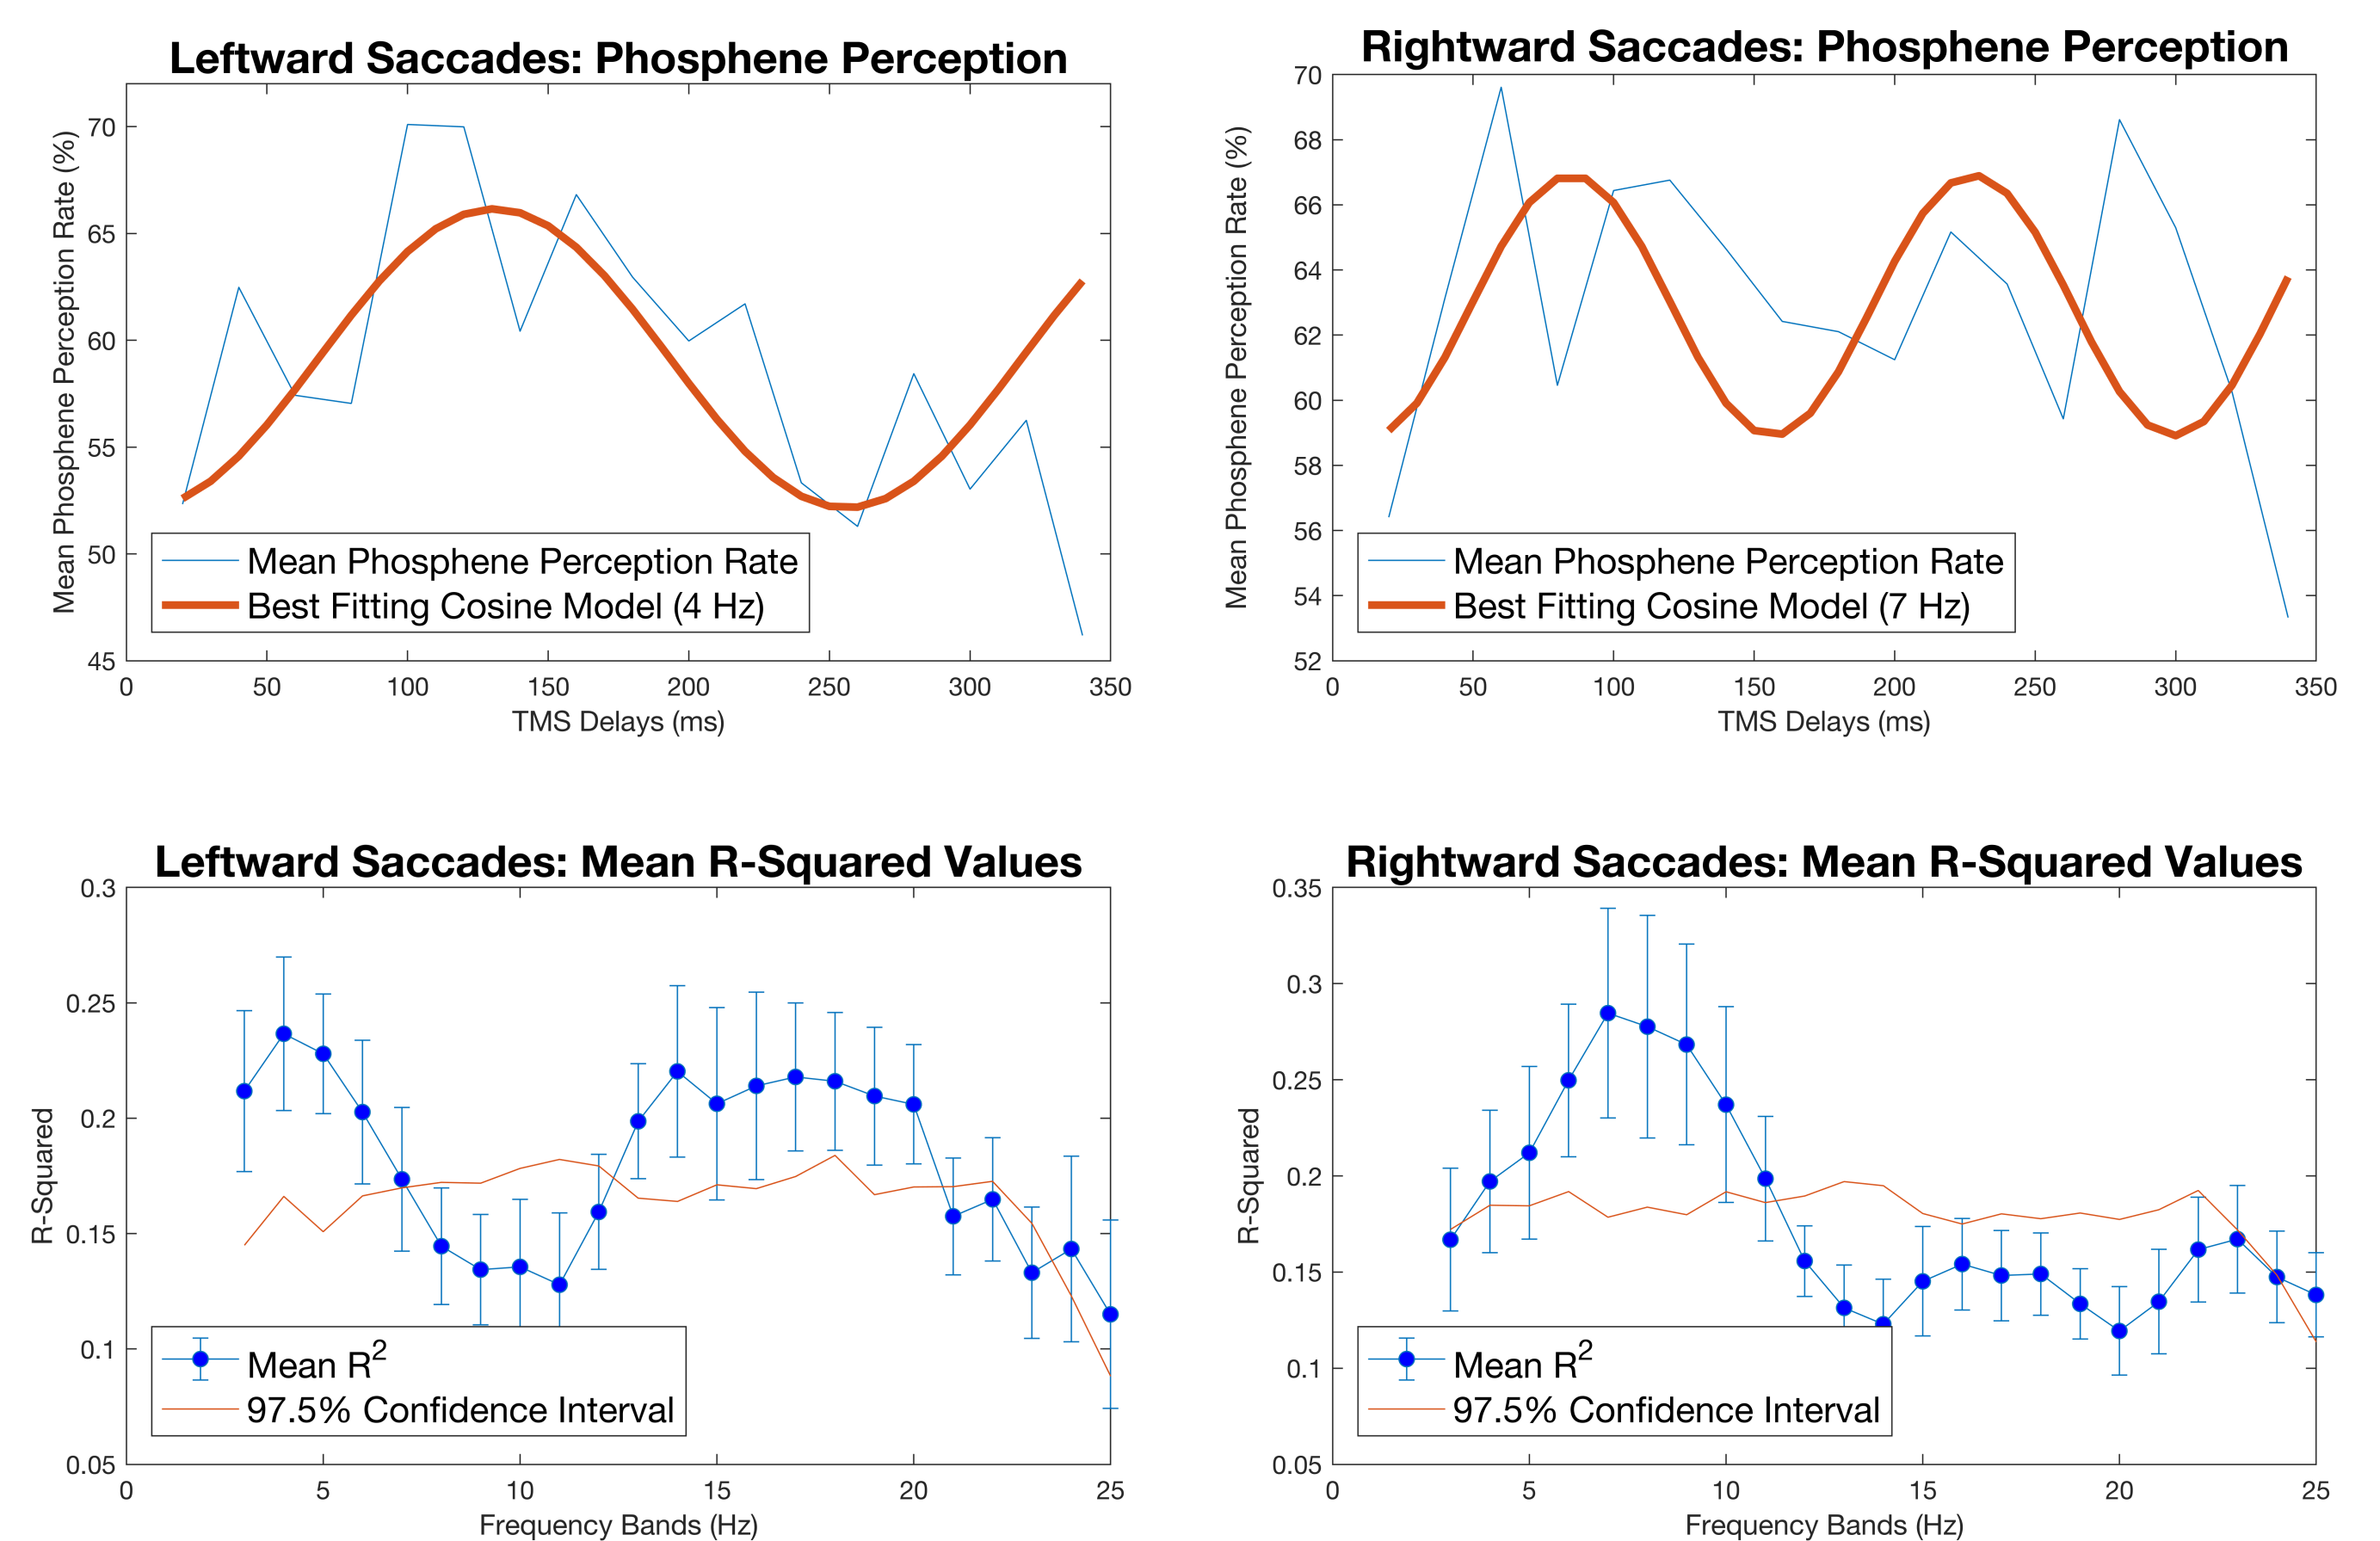 Leftward Saccades: Phosphene Perception
Mean Phosphene Perception Rate (%)
70
65
60
55
50
45
0 50 100 150 200 250 300 350
TMS Delays (ms)
Mean Phosphene Perception Rate
Best Fitting Cosine Model (4 Hz)
Rightward Saccades: Phosphene Perception
Mean Phosphene Perception Rate (%)
70
68
66
64
62
60
58
56
54
52
0 50 100 150 200 250 300 350
TMS Delays (ms)
Mean Phosphene Perception Rate
Best Fitting Cosine Model (7 Hz)
Leftward Saccades: Mean R-Squared Values
R-Squared
0.3
0.25
0.2
0.15
0.1
0.05
0 5 10 15 20 25
Frequency Bands (Hz)
Mean R²
97.5% Confidence Interval
Rightward Saccades: Mean R-Squared Values
R-Squared
0.35
0.3
0.25
0.2
0.15
0.1
0.05
0 5 10 15 20 25
Frequency Bands (Hz)
Mean R²
97.5% Confidence Interval